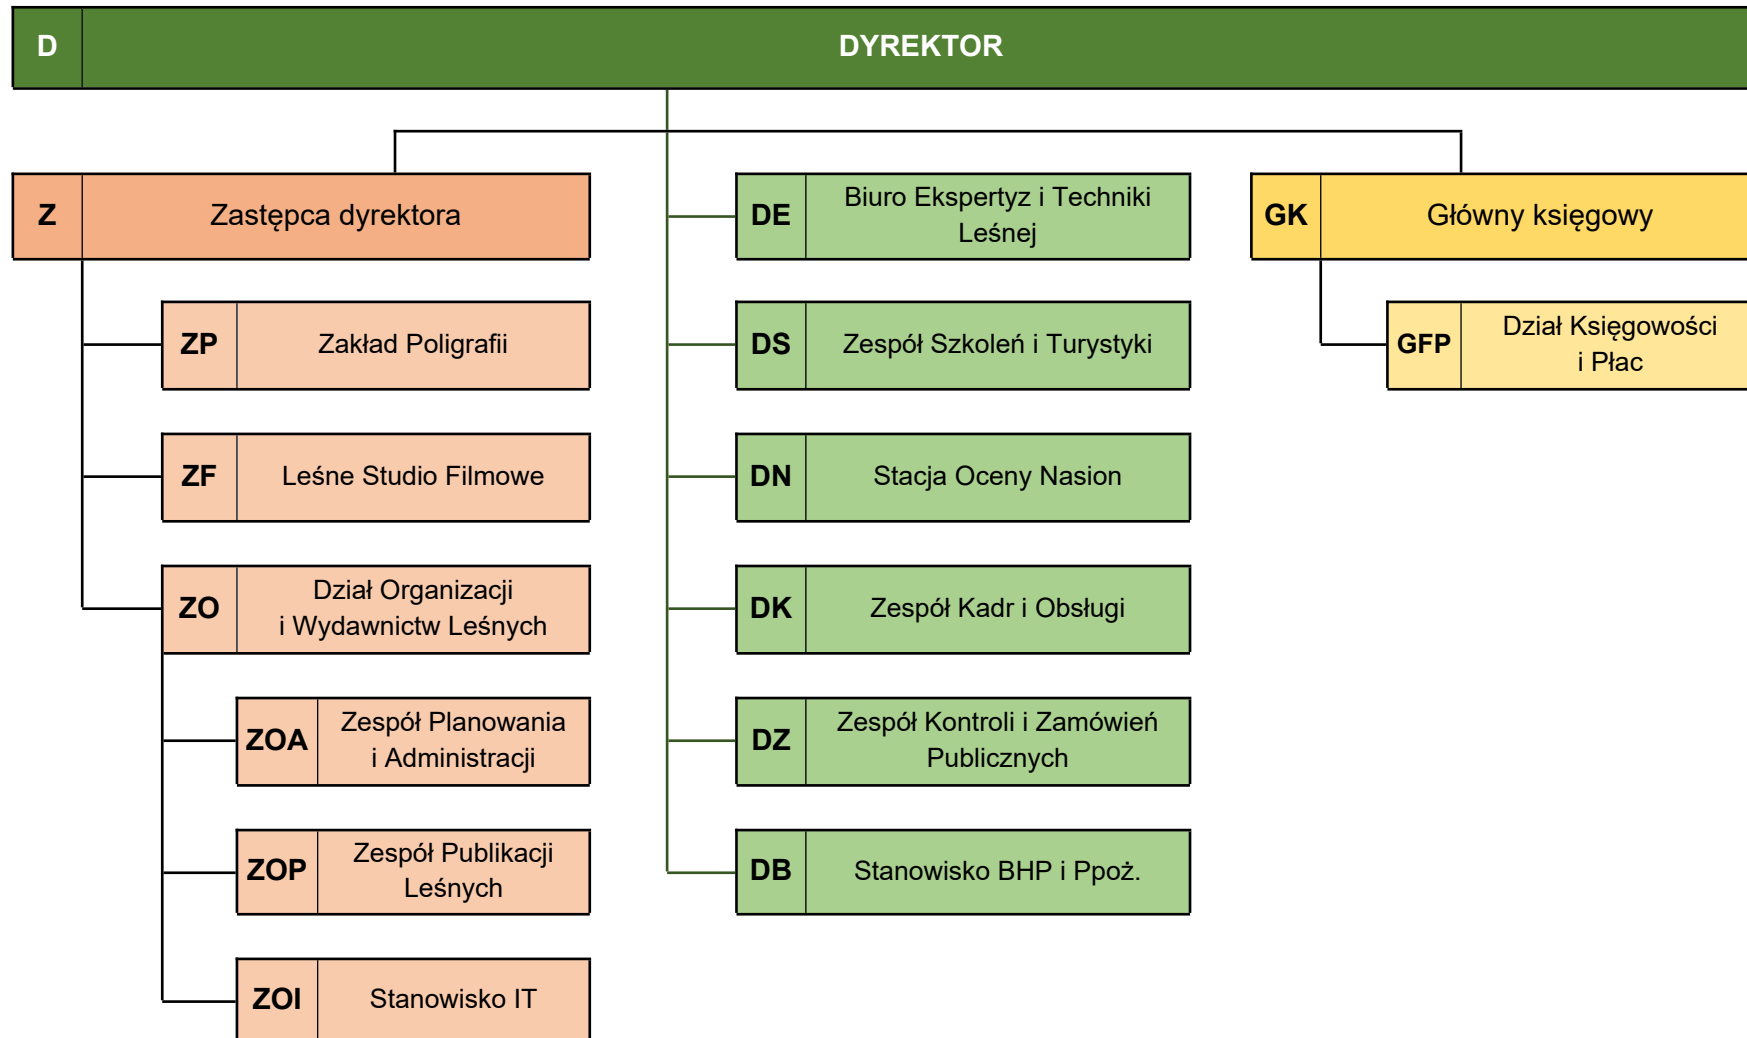 D DYREKTOR
Z Zastępca dyrektora
DE Biuro Ekspertyz i Techniki
Leśnej
GK Główny księgowy
ZP Zakład Poligrafii
DS Zespół Szkoleń i Turystyki
GFP Dział Księgowości
i Płac
ZF Leśne Studio Filmowe
DN Stacja Oceny Nasion
ZO Dział Organizacji
i Wydawnictw Leśnych
DK Zespół Kadr i Obsługi
ZOA Zespół Planowania
i Administracji
DZ Zespół Kontroli i Zamówień
Publicznych
ZOP Zespół Publikacji
Leśnych
DB Stanowisko BHP i Ppoż.
ZOI Stanowisko IT